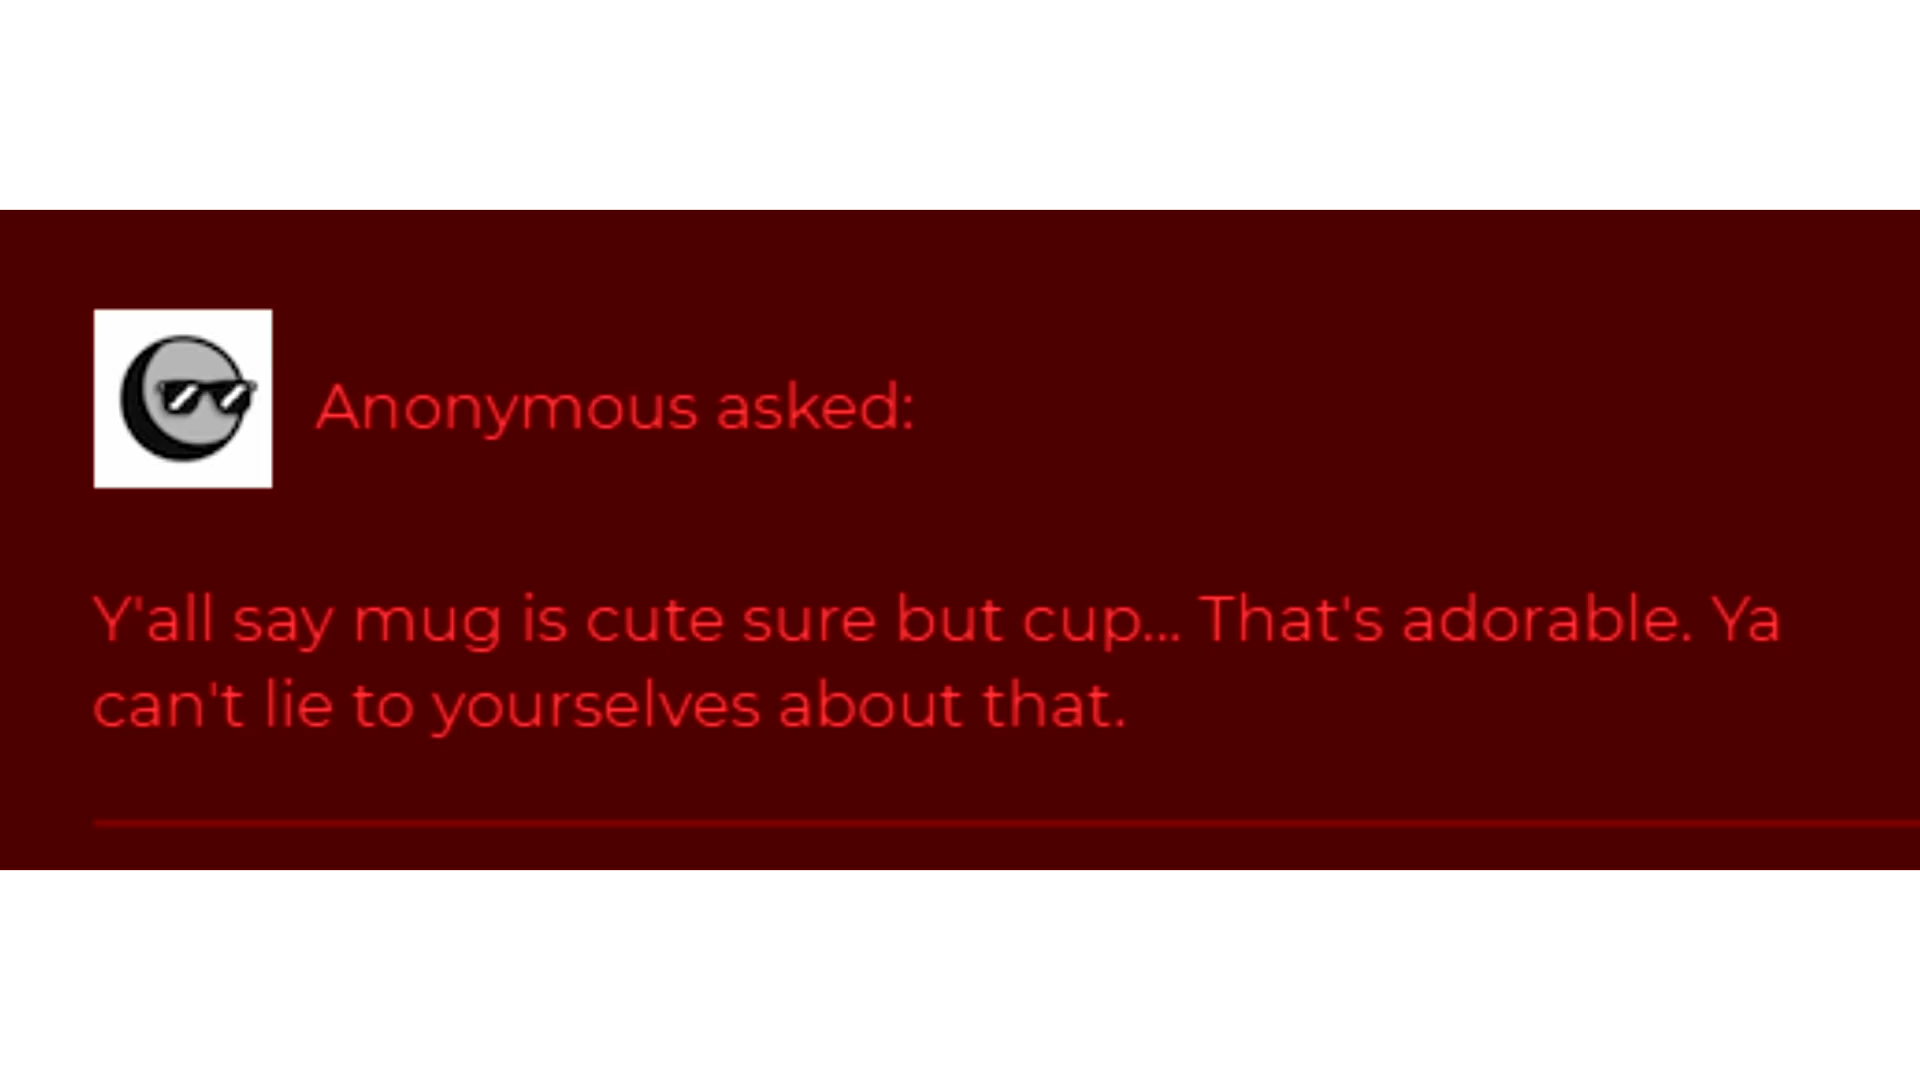 Anonymous asked:
Y'all say mug is cute sure but cup... That's adorable. Ya
can't lie to yourselves about that.